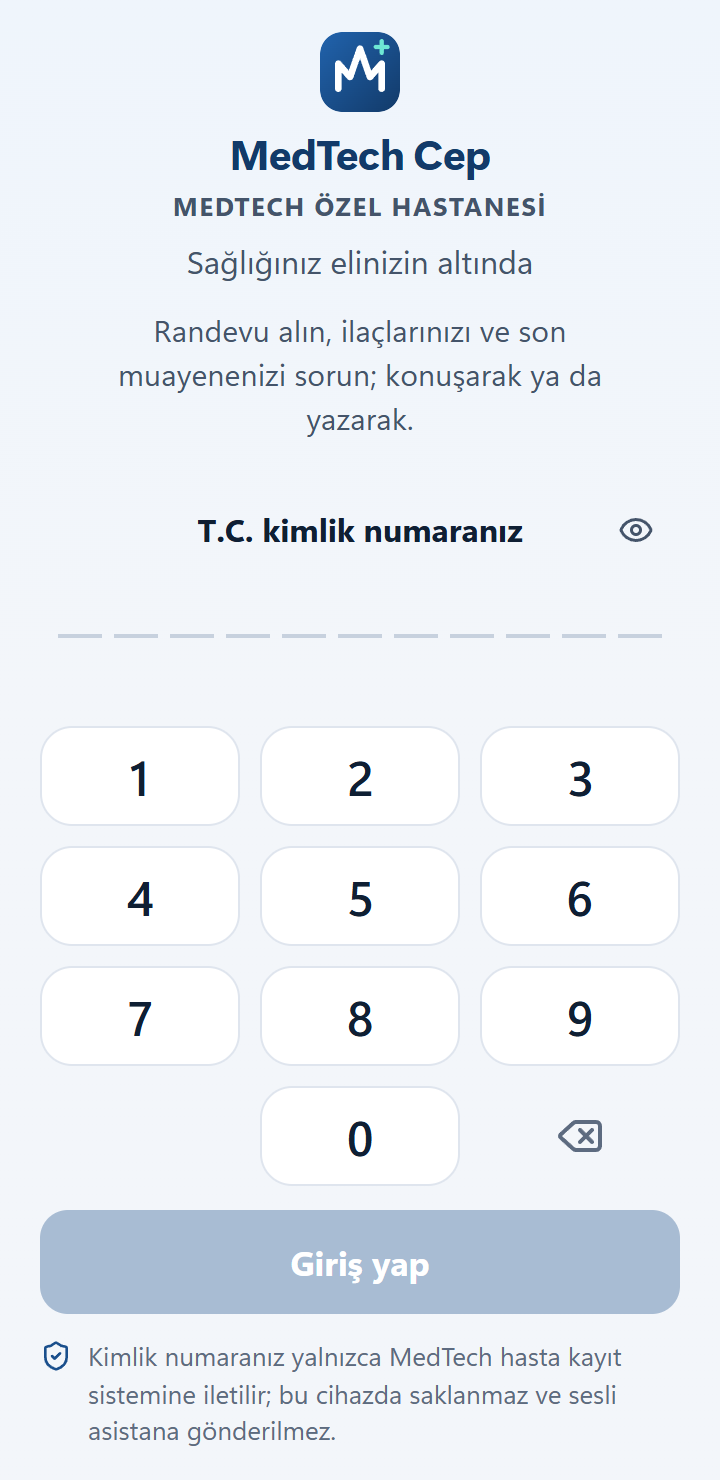 MedTech Cep
MEDTECH ÖZEL HASTANESİ
Sağlığınız elinizin altında
Randevu alın, ilaçlarınızı ve son
muayenenizi sorun; konuşarak ya da
yazarak.
T.C. kimlik numaranız
1 2 3
4 5 6
7 8 9
0
Giriş yap
Kimlik numaranız yalnızca MedTech hasta kayıt
sistemine iletilir; bu cihazda saklanmaz ve sesli
asistana gönderilmez.